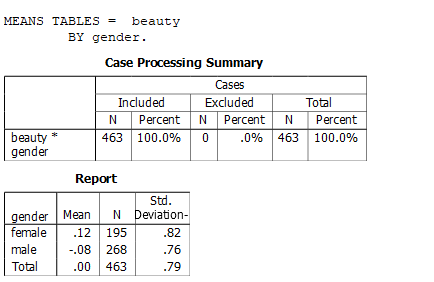 MEANS TABLES = beauty
BY gender.
Case Processing Summary
Cases
Included Excluded Total
N Percent N Percent N Percent
beauty * gender 463 100.0% 0 .0% 463 100.0%
Report
gender Mean N Std. Deviation-
female .12 195 .82
male -.08 268 .76
Total .00 463 .79